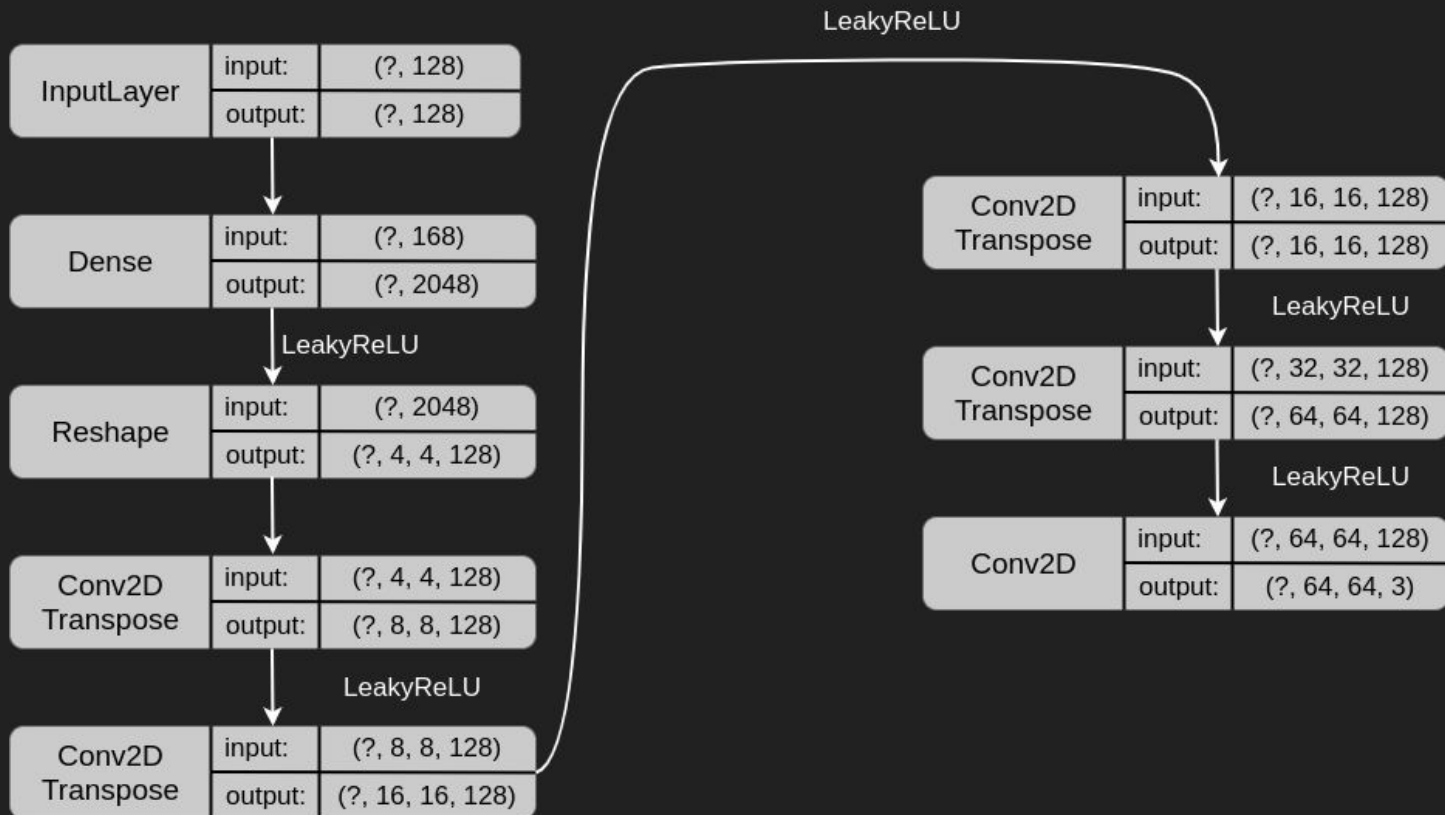 InputLayer
input: (?, 128)
output: (?, 128)
Dense
input: (?, 168)
output: (?, 2048)
LeakyReLU
Reshape
input: (?, 2048)
output: (?, 4, 4, 128)
Conv2D
Transpose
input: (?, 4, 4, 128)
output: (?, 8, 8, 128)
LeakyReLU
Conv2D
Transpose
input: (?, 8, 8, 128)
output: (?, 16, 16, 128)
LeakyReLU
Conv2D
Transpose
input: (?, 16, 16, 128)
output: (?, 16, 16, 128)
LeakyReLU
Conv2D
Transpose
input: (?, 32, 32, 128)
output: (?, 64, 64, 128)
LeakyReLU
Conv2D
input: (?, 64, 64, 128)
output: (?, 64, 64, 3)